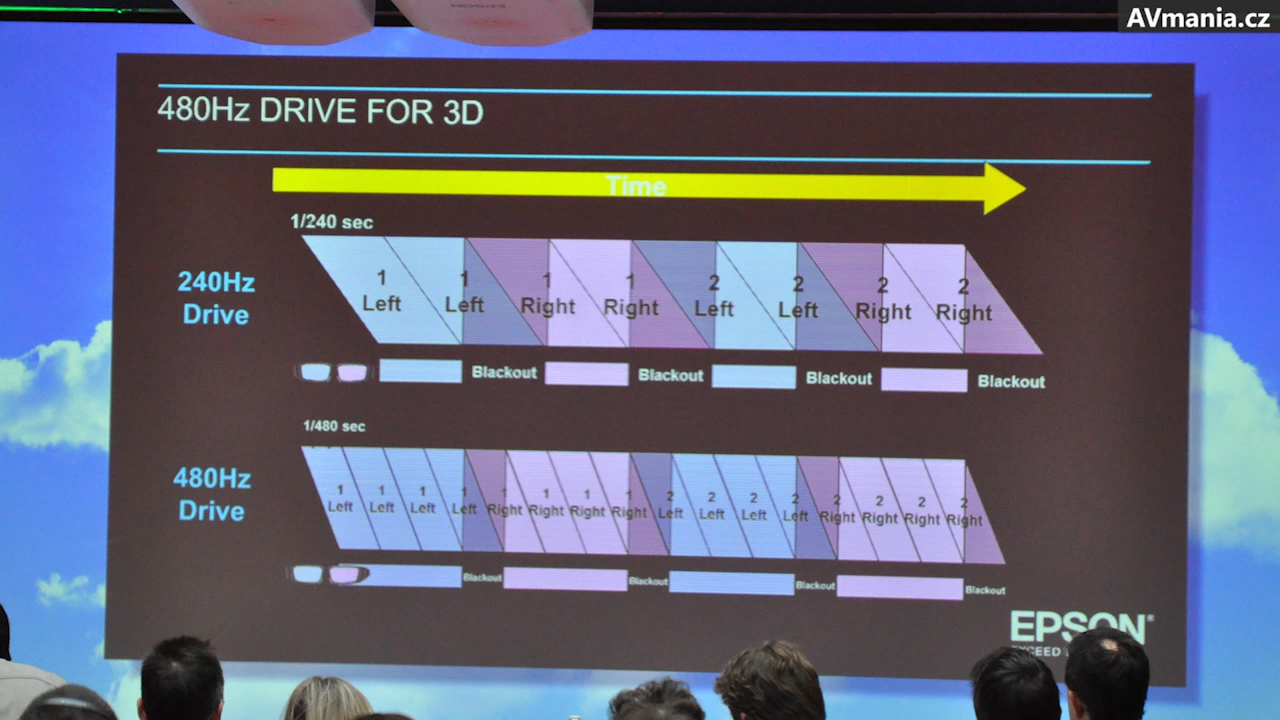 AVmania.cz
EPSON
480Hz DRIVE FOR 3D
Time
1/240 sec
240Hz
Drive
1 1 1 1 2 2 2 2
Left Left Right Right Left Left Right Right
Blackout Blackout Blackout Blackout
1/480 sec
480Hz
Drive
1 1 1 1 1 1 1 1 2 2 2 2 2 2 2 2
Left Left Left Left Right Right Right Right Left Left Left Left Right Right Right Right
Blackout Blackout Blackout Blackout
EPSON®